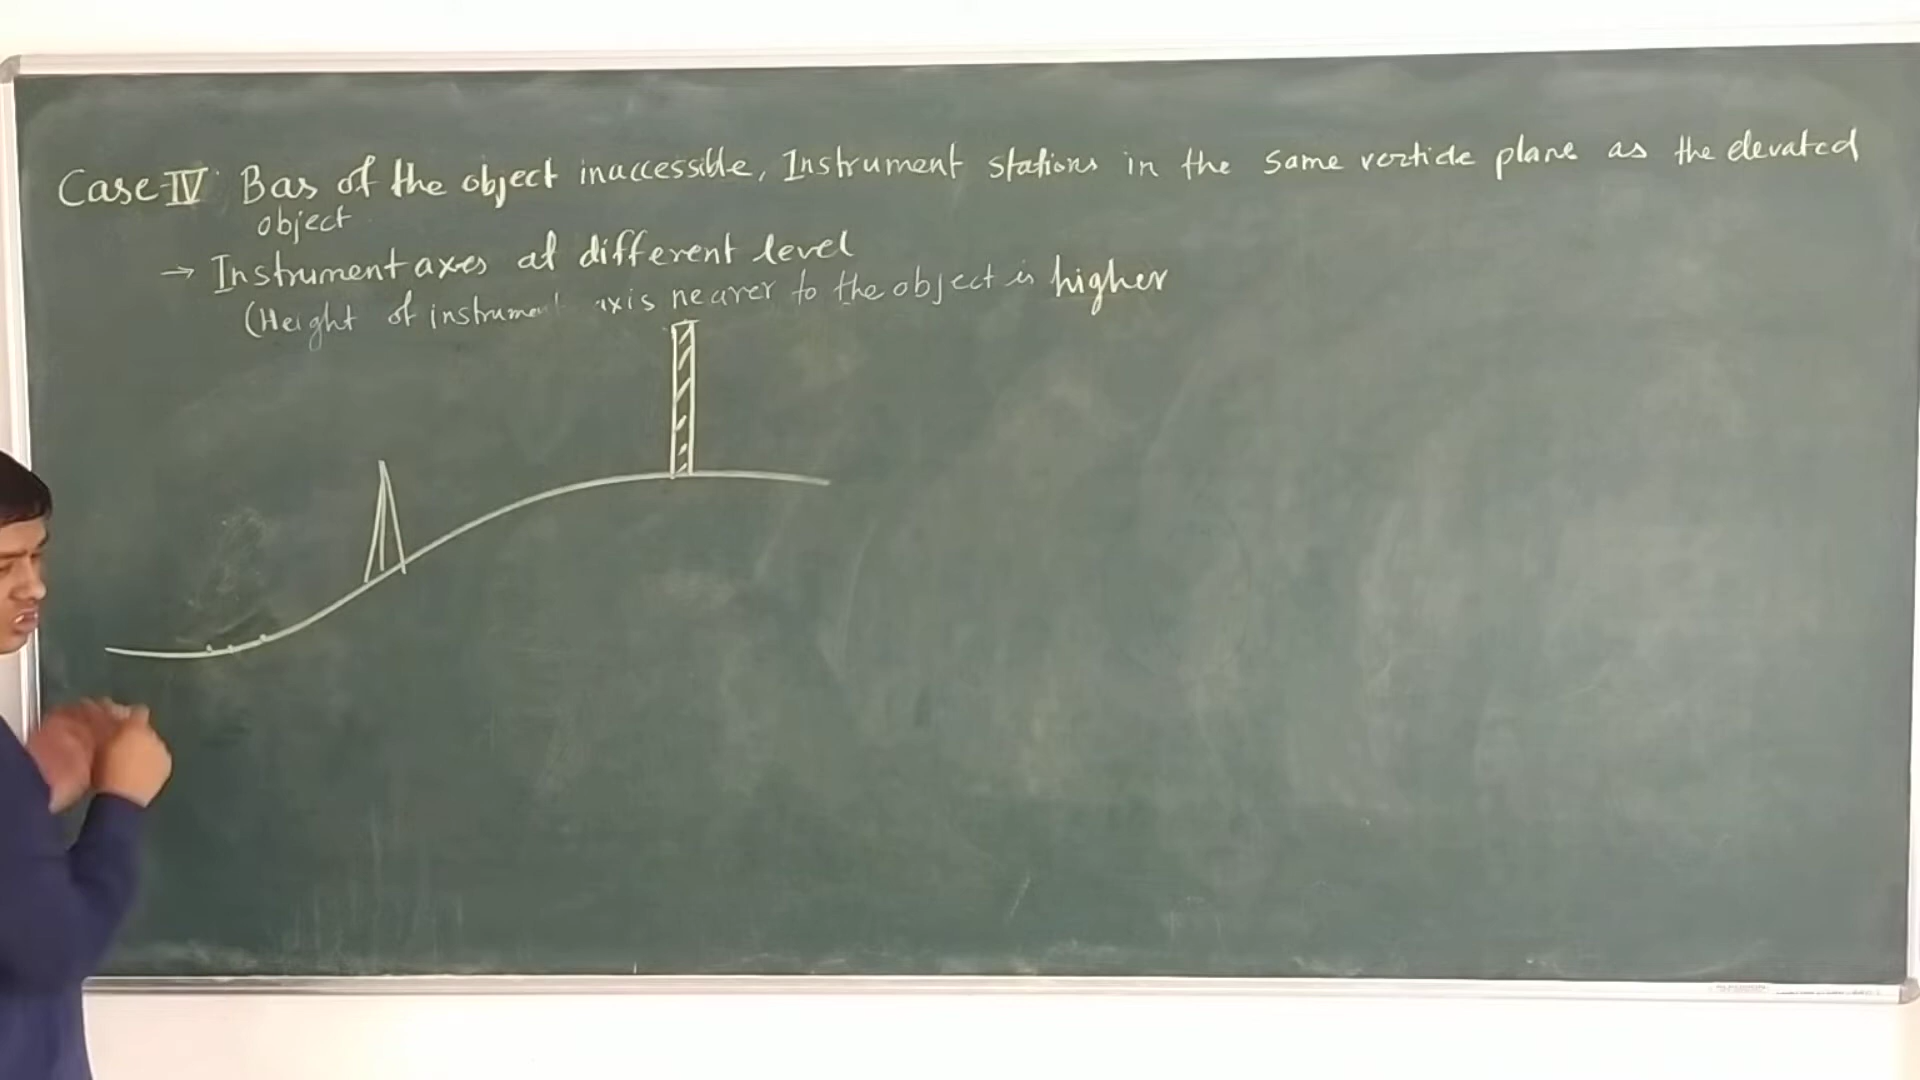 Case-IV Bas of the object inaccessible, Instrument stations in the same verticle plane as the elevated
object
→ Instrument axes at different level
(Height of instrument axis nearer to the object is higher